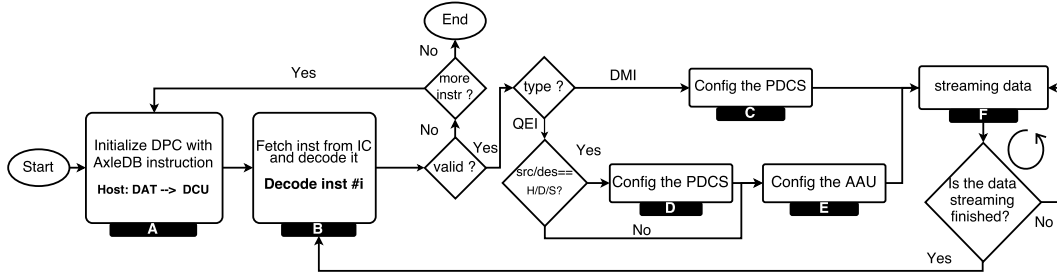 End
No
Yes
more
instr ?
No
Start
Initialize DPC with
AxleDB instruction
Host: DAT --> DCU
A
Fetch inst from IC
and decode it
Decode inst #i
B
valid ?
Yes
type ?
DMI
QEI
Config the PDCS
C
src/des==
H/D/S?
Yes
No
Config the PDCS
D
Config the AAU
E
streaming data
F
Is the data
streaming
finished?
No
Yes